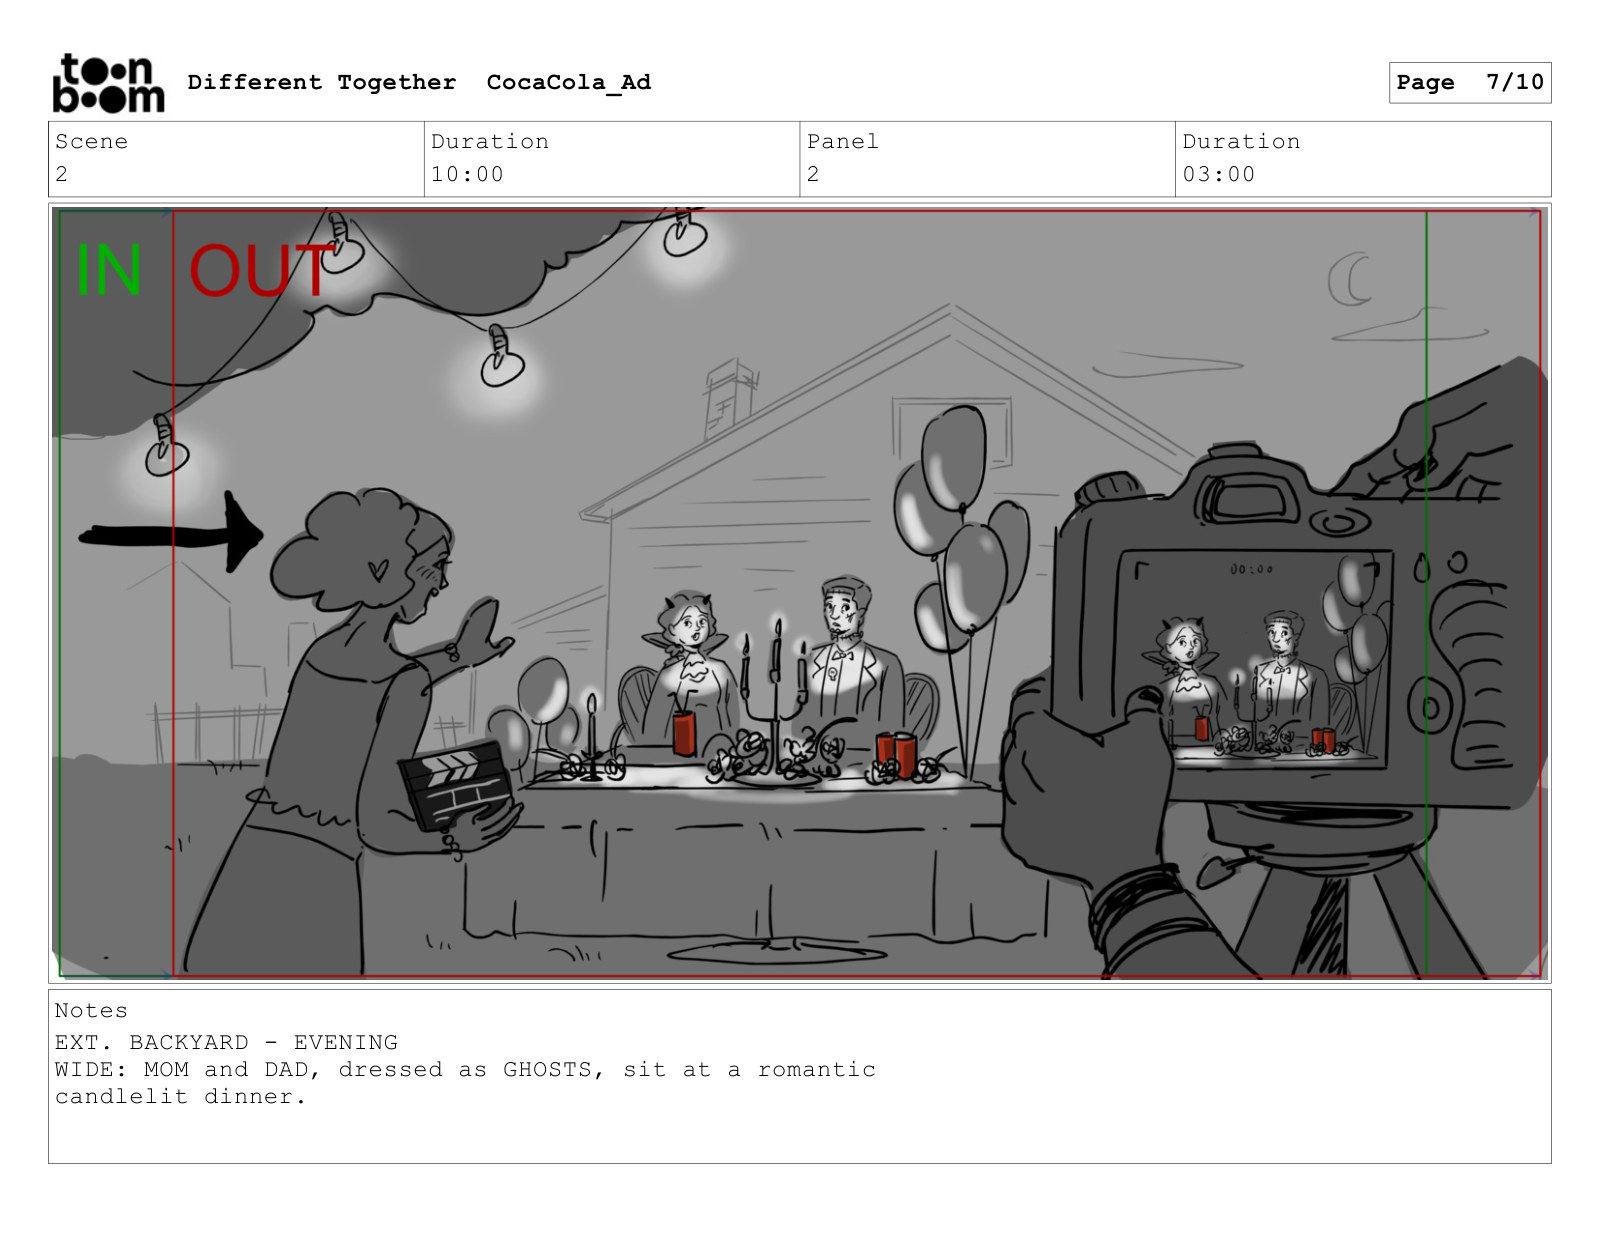 toon
boom
Different Together  CocaCola_Ad
Page  7/10
Scene
2
Duration
10:00
Panel
2
Duration
03:00
IN OUT
00:00
Notes
EXT. BACKYARD - EVENING
WIDE: MOM and DAD, dressed as GHOSTS, sit at a romantic
candlelit dinner.